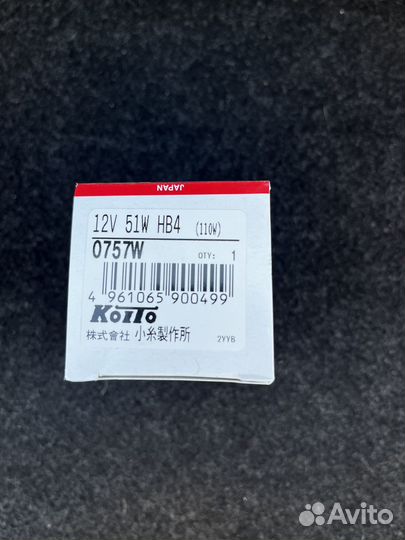 JAPAN
12V 51W HB4 (110W)
0757W QTY: 1
4 961065 900499
KoiTo
株式會社 小糸製作所 2YYB
Avito